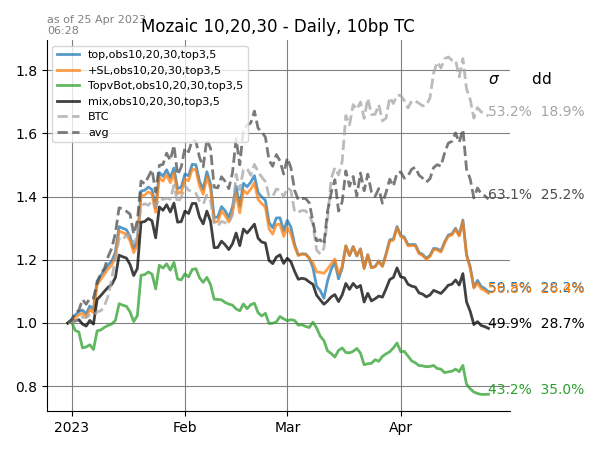 as of 25 Apr 2023
06:28
Mozaic 10,20,30 - Daily, 10bp TC
top,obs10,20,30,top3,5
+SL,obs10,20,30,top3,5
TopvBot,obs10,20,30,top3,5
mix,obs10,20,30,top3,5
BTC
avg
σ dd
53.2% 18.9%
63.1% 25.2%
49.9% 28.7%
43.2% 35.0%
1.8
1.6
1.4
1.2
1.0
0.8
2023 Feb Mar Apr